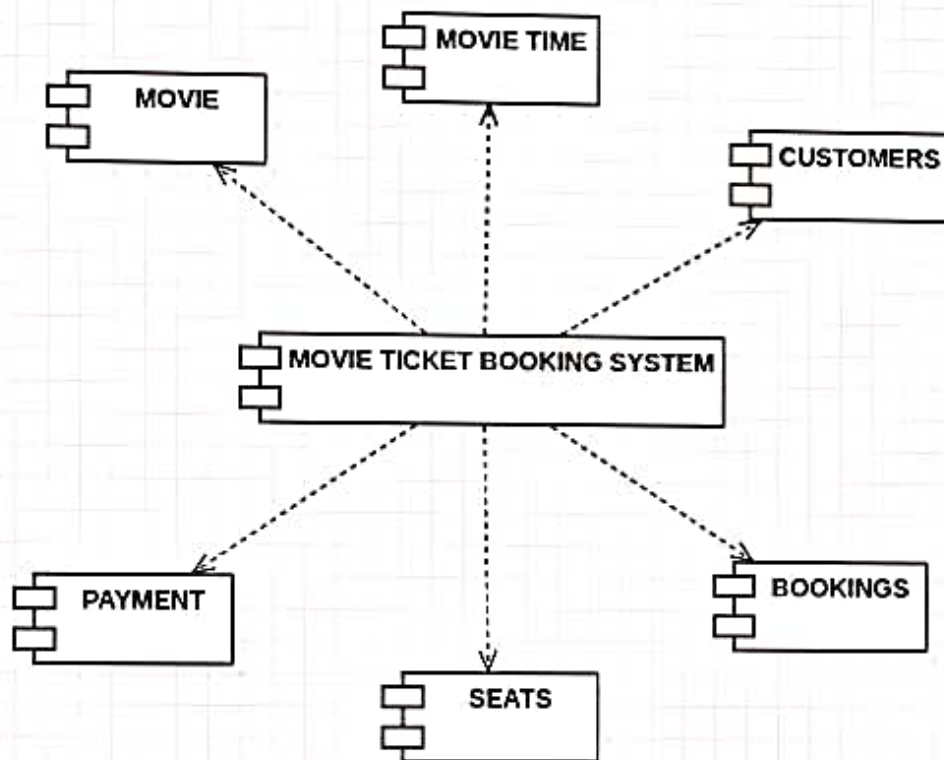 MOVIE TIME
MOVIE
CUSTOMERS
MOVIE TICKET BOOKING SYSTEM
PAYMENT
BOOKINGS
SEATS